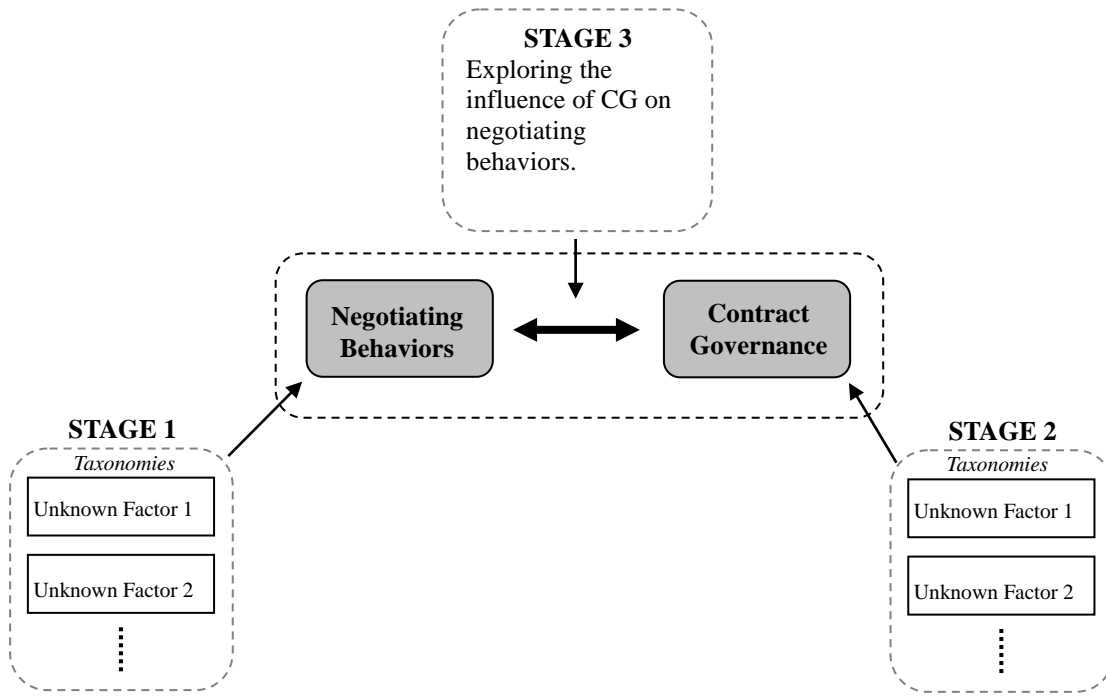 STAGE 3
Exploring the
influence of CG on
negotiating
behaviors.
Negotiating
Behaviors
Contract
Governance
STAGE 1
Taxonomies
Unknown Factor 1
Unknown Factor 2
STAGE 2
Taxonomies
Unknown Factor 1
Unknown Factor 2